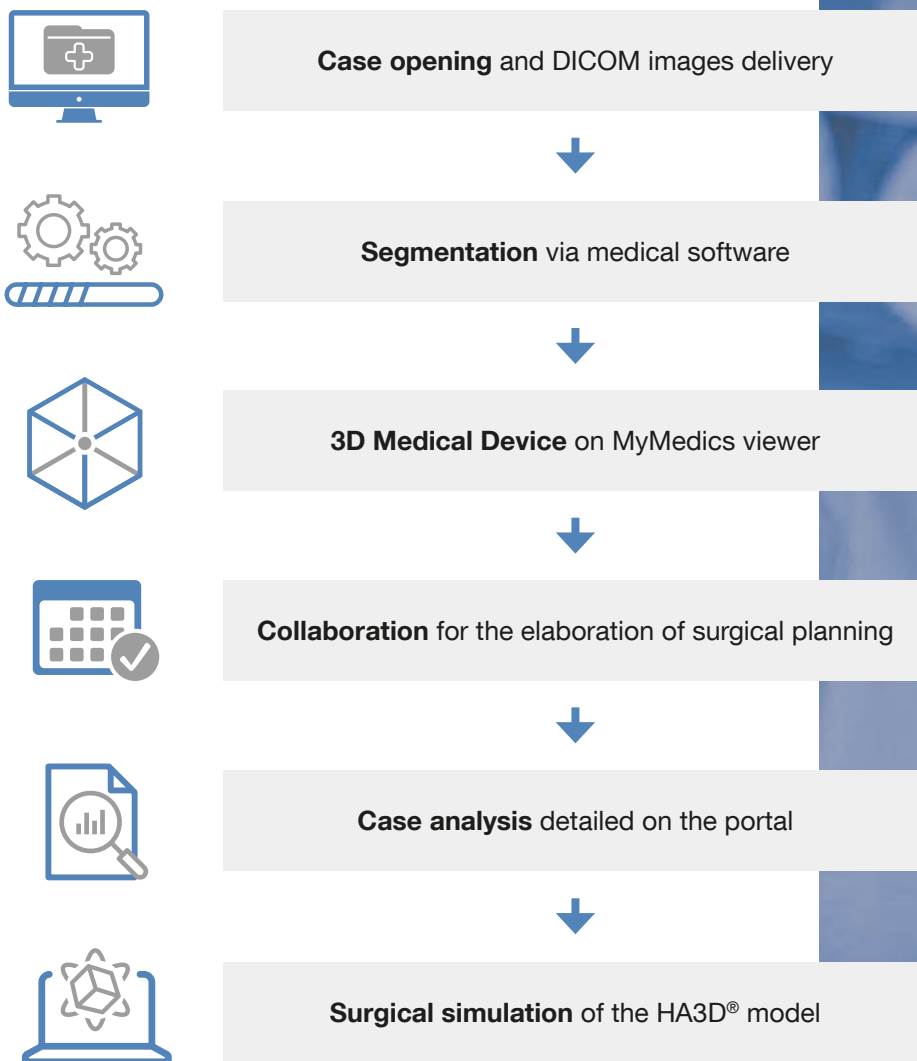 Case opening and DICOM images delivery
Segmentation via medical software
3D Medical Device on MyMedics viewer
Collaboration for the elaboration of surgical planning
Case analysis detailed on the portal
Surgical simulation of the HA3D® model